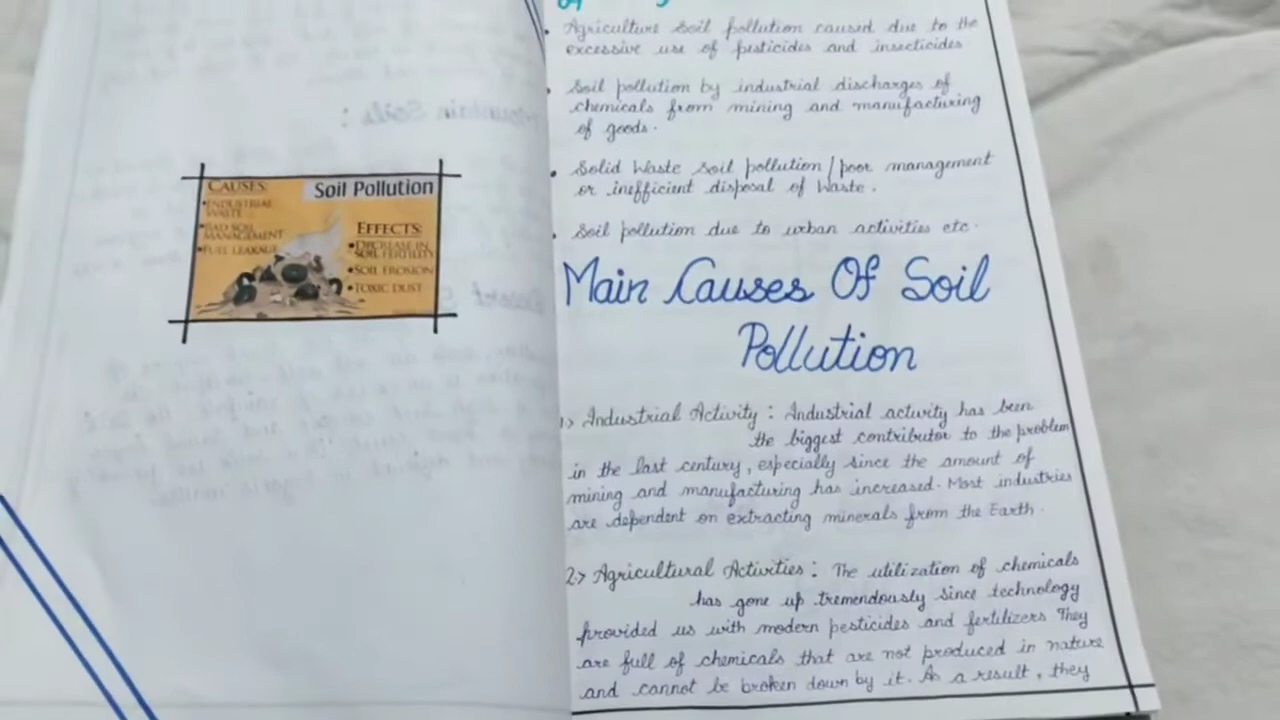 CAUSES:
•INDUSTRIAL
WASTE
•BAD SOIL
MANAGEMENT
•FUEL LEAKAGE
Soil Pollution
EFFECTS:
•DECREASE IN
SOIL FERTILITY
•SOIL EROSION
•TOXIC DUST
• Agriculture soil pollution caused due to the
excessive use of pesticides and insecticides
• Soil pollution by industrial discharges of
chemicals from mining and manufacturing
of goods.
• Solid Waste soil pollution / poor management
or inefficient disposal of Waste.
• Soil pollution due to urban activities etc.
Main Causes Of Soil
Pollution
1> Industrial Activity : Industrial activity has been
the biggest contributor to the problem
in the last century, especially since the amount of
mining and manufacturing has increased. Most industries
are dependent on extracting minerals from the Earth.
2> Agricultural Activities : The utilization of chemicals
has gone up tremendously since technology
provided us with modern pesticides and fertilizers They
are full of chemicals that are not produced in nature
and cannot be broken down by it. As a result, they